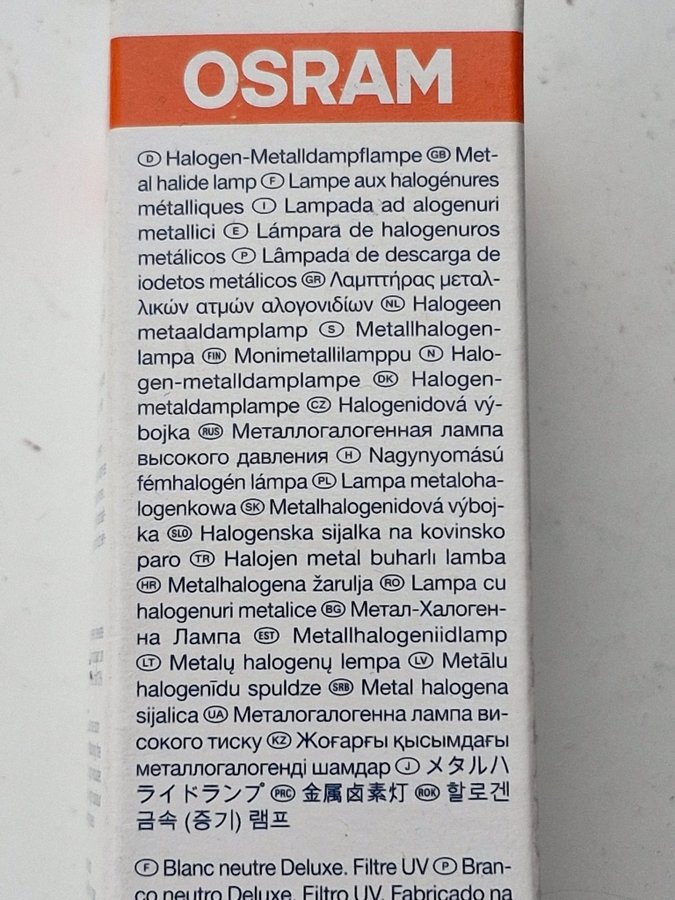 OSRAM
D Halogen-Metalldampflampe GB Met-
al halide lamp F Lampe aux halogénures
métalliques I Lampada ad alogenuri
metallici E Lámpara de halogenuros
metálicos P Lâmpada de descarga de
iodetos metálicos GR Λαμπτήρας μεταλ-
λικών ατμών αλογονιδίων NL Halogeen
metaaldamplamp S Metallhalogen-
lampa FIN Monimetallilamppu N Halo-
gen-metalldamplampe DK Halogen-
metaldamplampe CZ Halogenidová vý-
bojka RUS Металлогалогенная лампа
высокого давления H Nagynyomású
fémhalogén lámpa PL Lampa metaloha-
logenkowa SK Metalhalogenidová výboj-
ka SLO Halogenska sijalka na kovinsko
paro TR Halojen metal buharlı lamba
HR Metalhalogena žarulja RO Lampa cu
halogenuri metalice BG Метал-Халоген-
на Лампа EST Metallhalogeniidlamp
LT Metalų halogenų lempa LV Metālu
halogenīdu spuldze SRB Metal halogena
sijalica UA Металогалогенна лампа ви-
сокого тиску KZ Жоғарғы қысымдағы
металлогалогенді шамдар J メタルハ
ライドランプ PRC 金属卤素灯 ROK 할로겐
금속 (증기) 램프
F Blanc neutre Deluxe. Filtre UV P Bran-
co neutro Deluxe. Filtro UV. Fabricado na